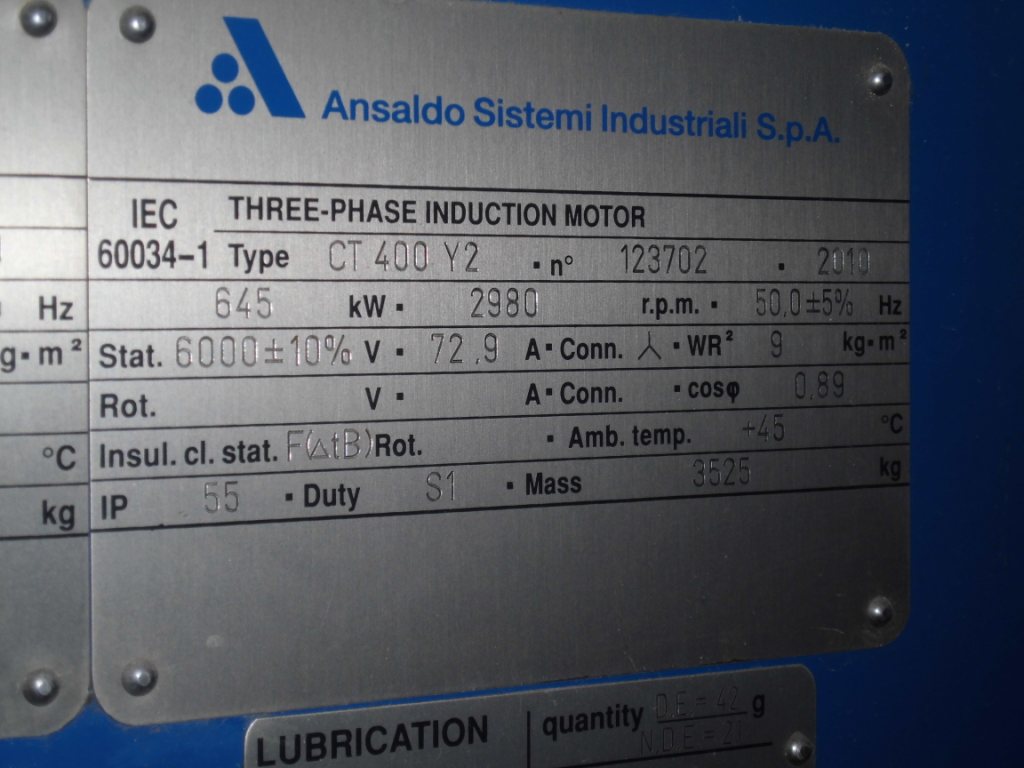 Ansaldo Sistemi Industriali S.p.A.
IEC 60034-1
THREE-PHASE INDUCTION MOTOR
Type CT 400 Y2 · n° 123702 · 2010
645 kW · 2980 r.p.m. · 50,0±5% Hz
Stat. 6000±10% V · 72.9 A · Conn. 人 · WR² 9 kg·m²
Rot. V · A · Conn. · cosφ 0.89
Insul. cl. stat. F(△tB) Rot. · Amb. temp. +45 °C
IP 55 · Duty S1 · Mass 3525 kg
Hz
g·m²
°C
kg
LUBRICATION quantity D.E = 42 g
N.D.E = 21